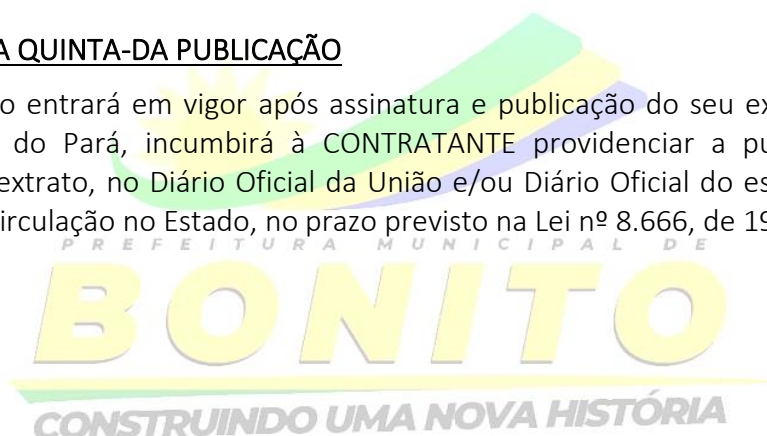 A QUINTA-DA PUBLICAÇÃO
o entrará em vigor após assinatura e publicação do seu ex
do Pará, incumbirá à CONTRATANTE providenciar a pu
extrato, no Diário Oficial da União e/ou Diário Oficial do es
irculação no Estado, no prazo previsto na Lei nº 8.666, de 19
PREFEITURA MUNICIPAL DE
BONITO
CONSTRUINDO UMA NOVA HISTÓRIA